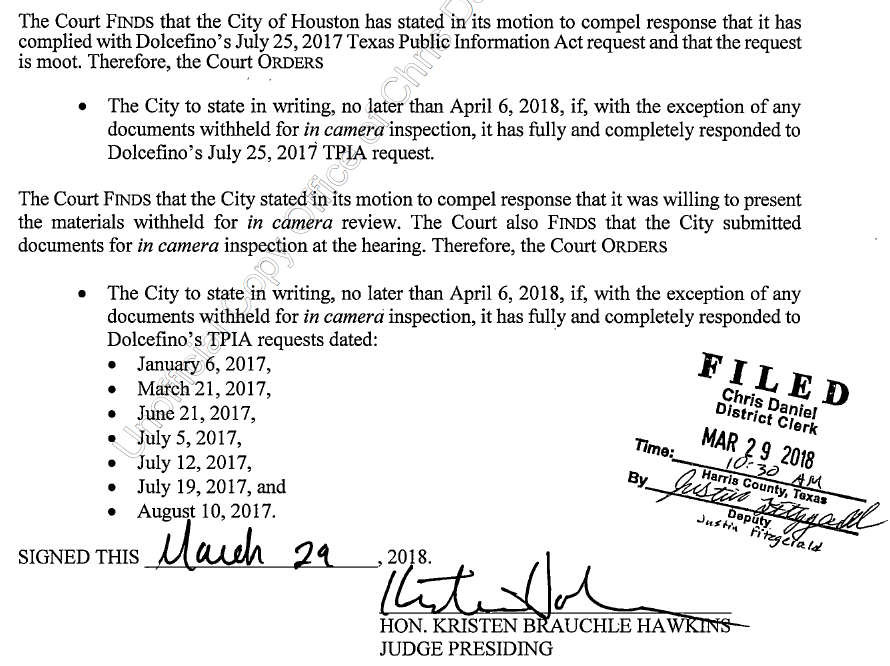 The Court FINDS that the City of Houston has stated in its motion to compel response that it has
complied with Dolcefino's July 25, 2017 Texas Public Information Act request and that the request
is moot. Therefore, the Court ORDERS
• The City to state in writing, no later than April 6, 2018, if, with the exception of any
documents withheld for in camera inspection, it has fully and completely responded to
Dolcefino's July 25, 2017 TPIA request.
The Court FINDS that the City stated in its motion to compel response that it was willing to present
the materials withheld for in camera review. The Court also FINDS that the City submitted
documents for in camera inspection at the hearing. Therefore, the Court ORDERS
• The City to state in writing, no later than April 6, 2018, if, with the exception of any
documents withheld for in camera inspection, it has fully and completely responded to
Dolcefino's TPIA requests dated:
• January 6, 2017,
• March 21, 2017,
• June 21, 2017,
• July 5, 2017,
• July 12, 2017,
• July 19, 2017, and
• August 10, 2017.
FILED
Chris Daniel
District Clerk
MAR 29 2018
Time: 10:30 AM
Harris County, Texas
By Justin Fitzgerald
Deputy
Justin Fitzgerald
SIGNED THIS March 29, 2018.
HON. KRISTEN BRAUCHLE HAWKINS
JUDGE PRESIDING
Unofficial Copy Office of Chris Da